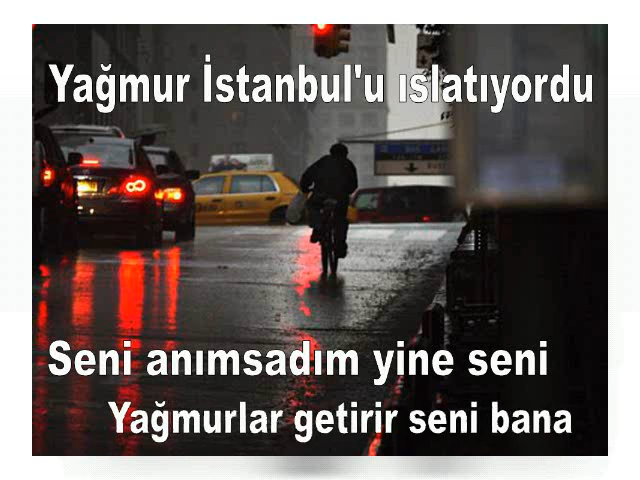 Yağmur İstanbul'u ıslatıyordu
Seni anımsadım yine seni
Yağmurlar getirir seni bana